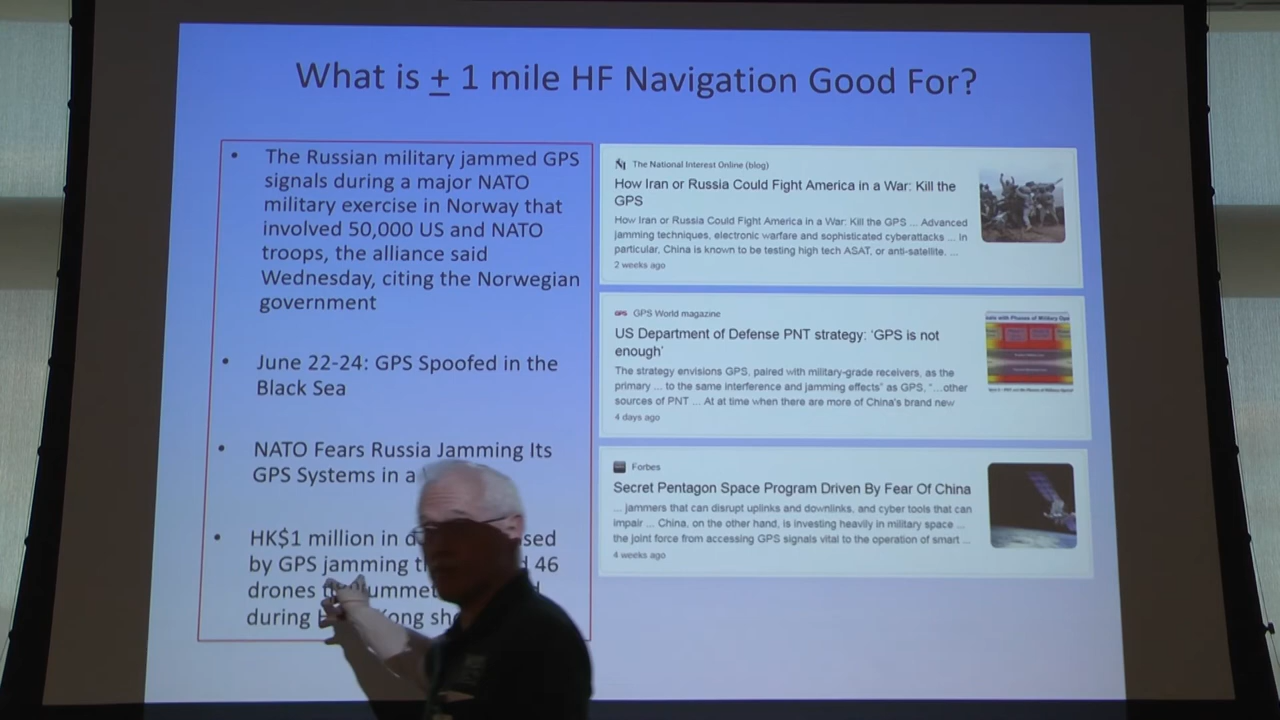 What is ± 1 mile HF Navigation Good For?
• The Russian military jammed GPS
signals during a major NATO
military exercise in Norway that
involved 50,000 US and NATO
troops, the alliance said
Wednesday, citing the Norwegian
government
• June 22-24: GPS Spoofed in the
Black Sea
• NATO Fears Russia Jamming Its
GPS Systems in a
• HK$1 million in
by GPS jamming 46
drones
during
The National Interest Online (blog)
How Iran or Russia Could Fight America in a War: Kill the
GPS
How Iran or Russia Could Fight America in a War: Kill the GPS ... Advanced
jamming techniques, electronic warfare and sophisticated cyberattacks ... In
particular, China is known to be testing high tech ASAT, or anti-satellite, ...
2 weeks ago
GPS World magazine
US Department of Defense PNT strategy: ‘GPS is not
enough’
The strategy envisions GPS, paired with military-grade receivers, as the
primary ... to the same interference and jamming effects” as GPS, “...other
sources of PNT ... At at time when there are more of China's brand new
4 days ago
Forbes
Secret Pentagon Space Program Driven By Fear Of China
... jammers that can disrupt uplinks and downlinks, and cyber tools that can
impair ... China, on the other hand, is investing heavily in military space ...
the joint force from accessing GPS signals vital to the operation of smart ...
4 weeks ago